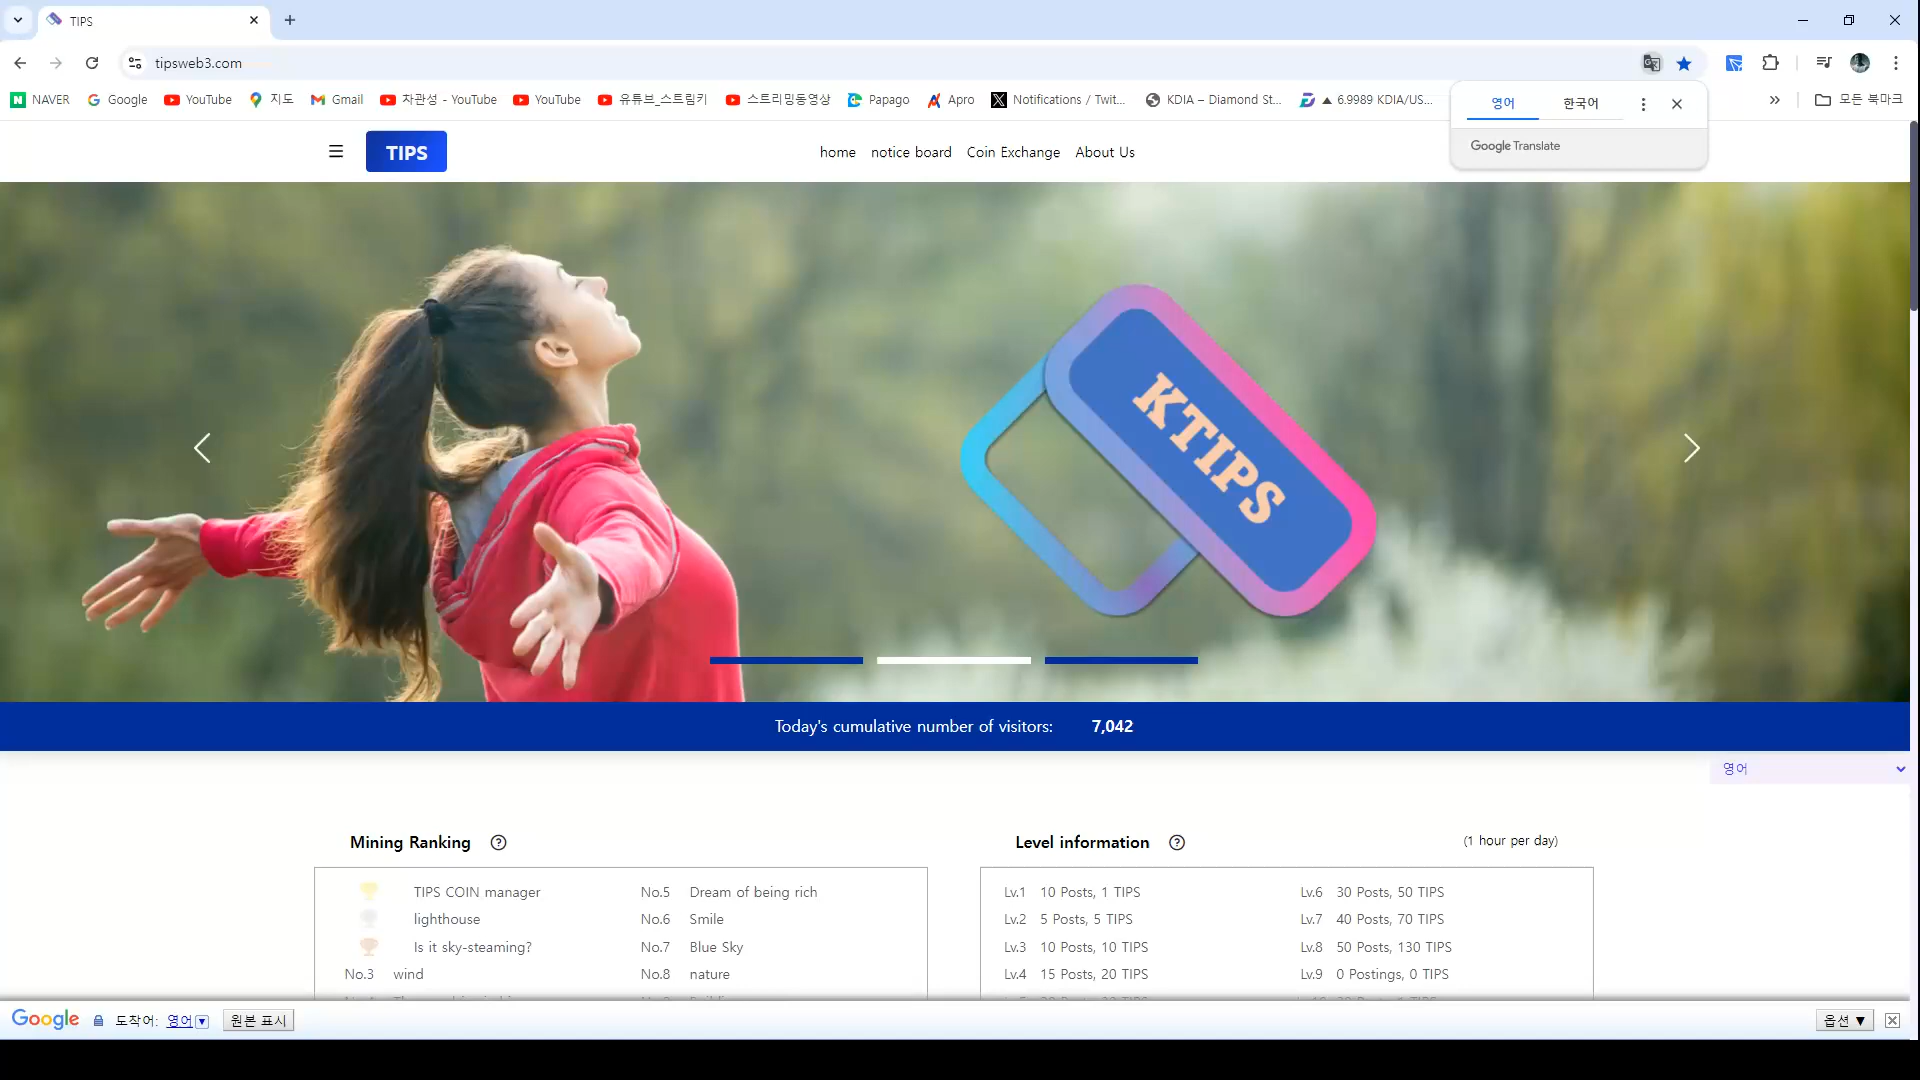 TIPS
tipsweb3.com
NAVER
Google
YouTube
지도
Gmail
차관성 - YouTube
YouTube
유튜브_스트림키
스트리밍동영상
Papago
Apro
Notifications / Twit...
KDIA – Diamond St...
▲ 6.9989 KDIA/US...
»
모든 북마크
영어
한국어
Google Translate
TIPS
home
notice board
Coin Exchange
About Us
KTIPS
Today's cumulative number of visitors: 7,042
영어
Mining Ranking
Level information
(1 hour per day)
TIPS COIN manager
lighthouse
Is it sky-steaming?
No.3 wind
No.5 Dream of being rich
No.6 Smile
No.7 Blue Sky
No.8 nature
Lv.1 10 Posts, 1 TIPS
Lv.2 5 Posts, 5 TIPS
Lv.3 10 Posts, 10 TIPS
Lv.4 15 Posts, 20 TIPS
Lv.6 30 Posts, 50 TIPS
Lv.7 40 Posts, 70 TIPS
Lv.8 50 Posts, 130 TIPS
Lv.9 0 Postings, 0 TIPS
Google
도착어: 영어 ▼
원본 표시
옵션 ▼